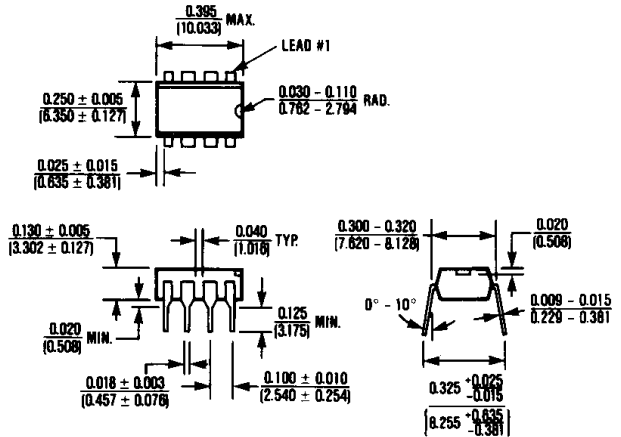 0.395
(10.033) MAX.
LEAD #1
0.250 ± 0.005
(6.350 ± 0.127)
0.030 – 0.110
0.762 – 2.794 RAD.
0.025 ± 0.015
(0.635 ± 0.381)
0.130 ± 0.005
(3.302 ± 0.127)
0.040
(1.016) TYP.
0.300 – 0.320
(7.620 – 8.128)
0.020
(0.508)
0.020
(0.508) MIN.
0.125
(3.175) MIN.
0° – 10°
0.009 – 0.015
0.229 – 0.381
0.018 ± 0.003
(0.457 ± 0.076)
0.100 ± 0.010
(2.540 ± 0.254)
0.325 +0.025
–0.015
(8.255 +0.635
–0.381)